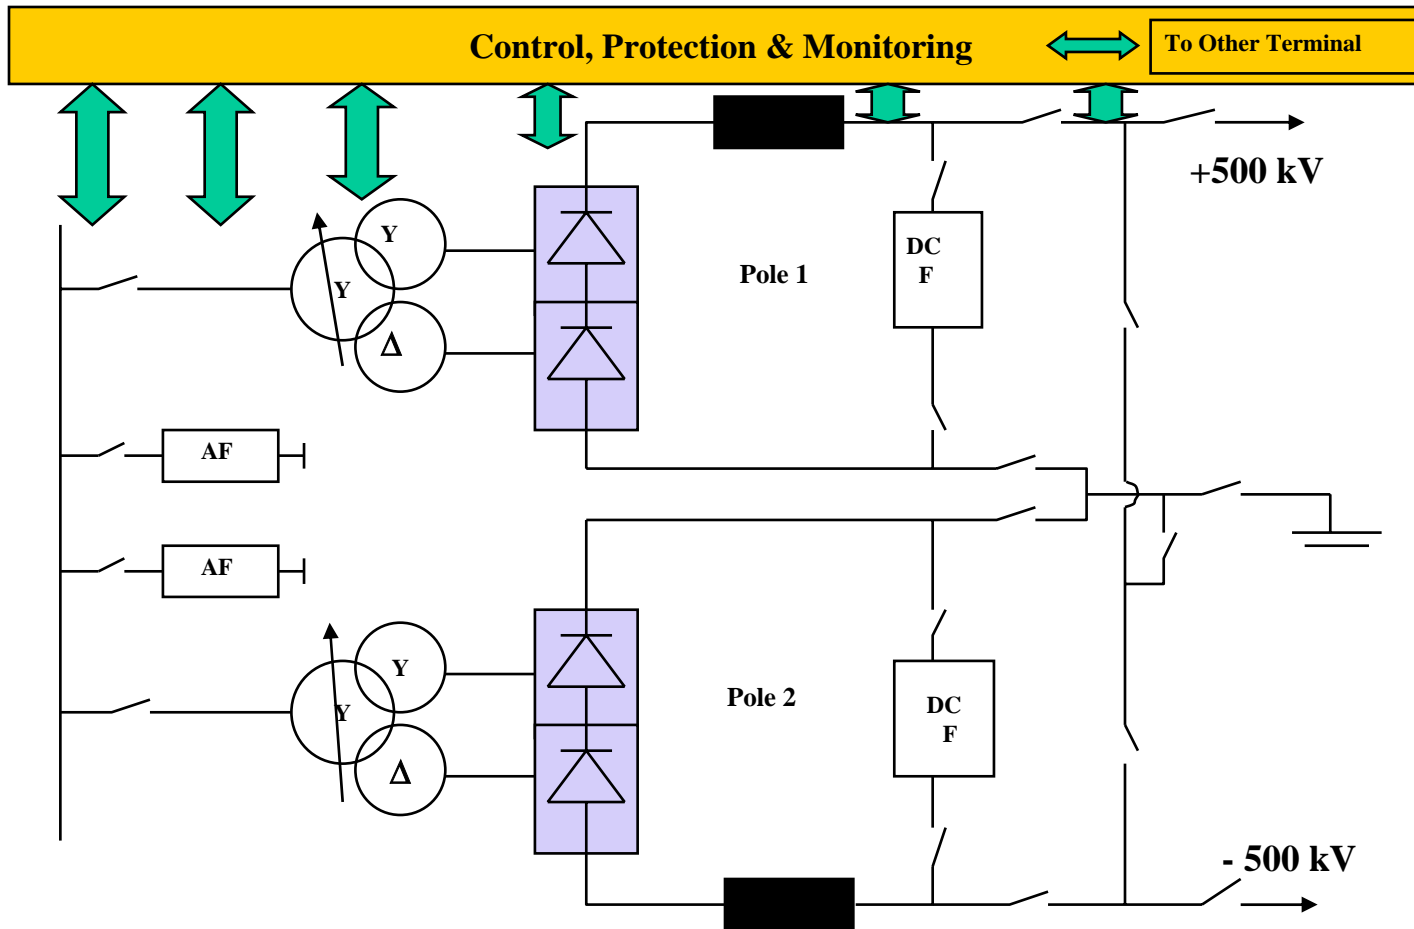 Control, Protection & Monitoring
To Other Terminal
+500 kV
Y
DC
F
Pole 1
Y
Δ
AF
AF
Y
Pole 2
DC
F
Y
Δ
- 500 kV